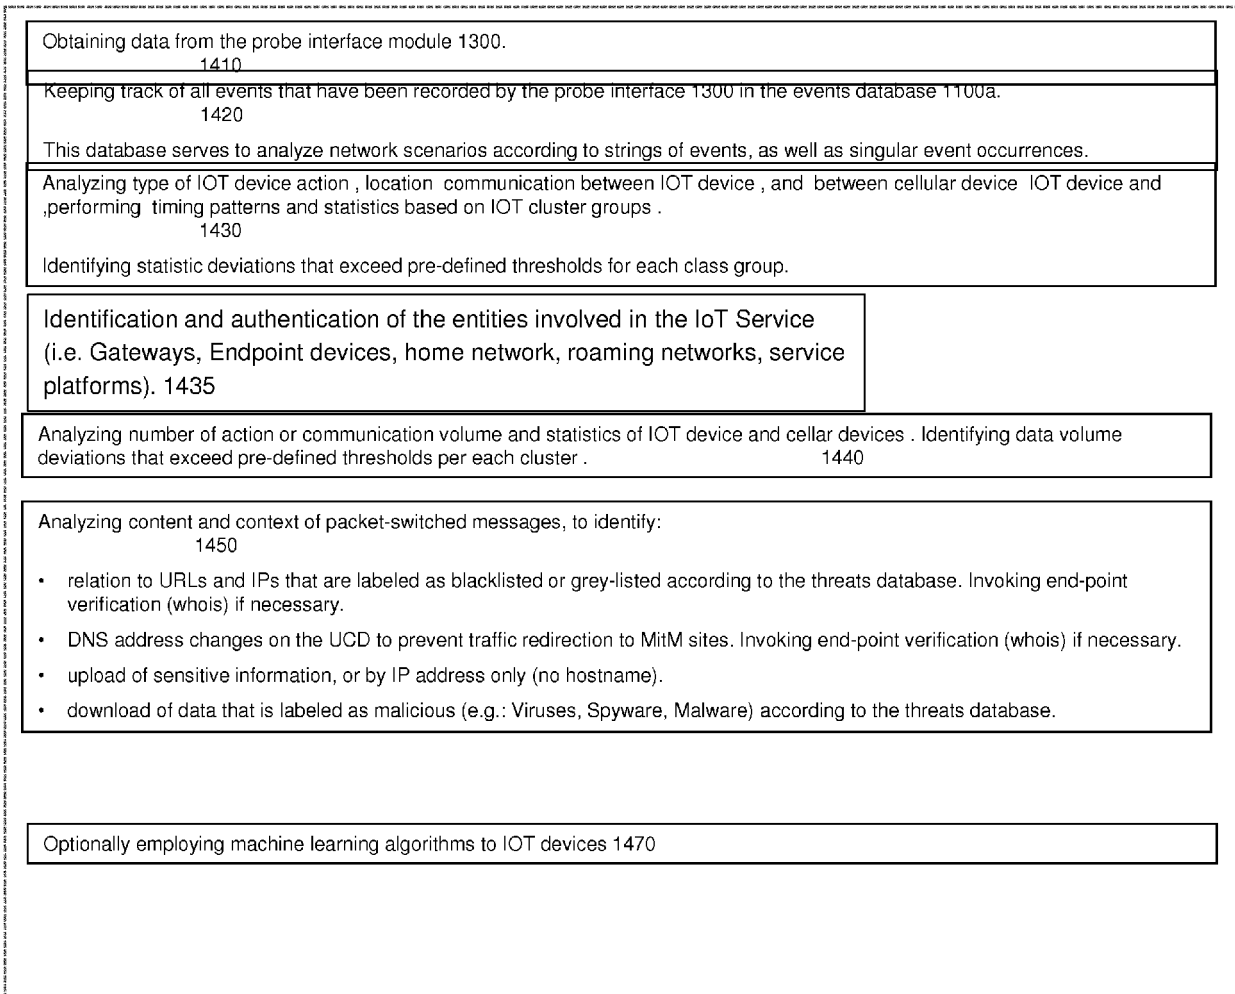 Obtaining data from the probe interface module 1300.
1410
Keeping track of all events that have been recorded by the probe interface 1300 in the events database 1100a.
1420
This database serves to analyze network scenarios according to strings of events, as well as singular event occurrences.
Analyzing type of IOT device action , location  communication between IOT device , and  between cellular device  IOT device and
,performing  timing patterns and statistics based on IOT cluster groups .
1430
Identifying statistic deviations that exceed pre-defined thresholds for each class group.
Identification and authentication of the entities involved in the IoT Service
(i.e. Gateways, Endpoint devices, home network, roaming networks, service
platforms). 1435
Analyzing number of action or communication volume and statistics of IOT device and cellar devices . Identifying data volume
deviations that exceed pre-defined thresholds per each cluster . 1440
Analyzing content and context of packet-switched messages, to identify:
1450
• relation to URLs and IPs that are labeled as blacklisted or grey-listed according to the threats database. Invoking end-point
verification (whois) if necessary.
• DNS address changes on the UCD to prevent traffic redirection to MitM sites. Invoking end-point verification (whois) if necessary.
• upload of sensitive information, or by IP address only (no hostname).
• download of data that is labeled as malicious (e.g.: Viruses, Spyware, Malware) according to the threats database.
Optionally employing machine learning algorithms to IOT devices 1470